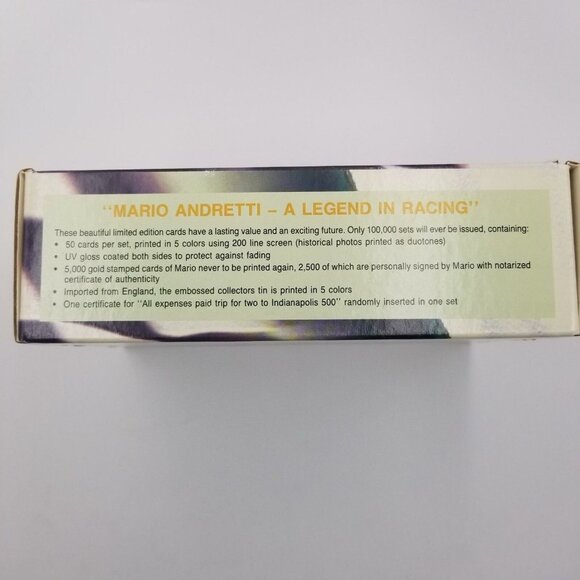 "MARIO ANDRETTI – A LEGEND IN RACING"
These beautiful limited edition cards have a lasting value and an exciting future. Only 100,000 sets will ever be issued, containing:
• 50 cards per set, printed in 5 colors using 200 line screen (historical photos printed as duotones)
• UV gloss coated both sides to protect against fading
• 5,000 gold stamped cards of Mario never to be printed again, 2,500 of which are personally signed by Mario with notarized
certificate of authenticity
• Imported from England, the embossed collectors tin is printed in 5 colors
• One certificate for "All expenses paid trip for two to Indianapolis 500" randomly inserted in one set